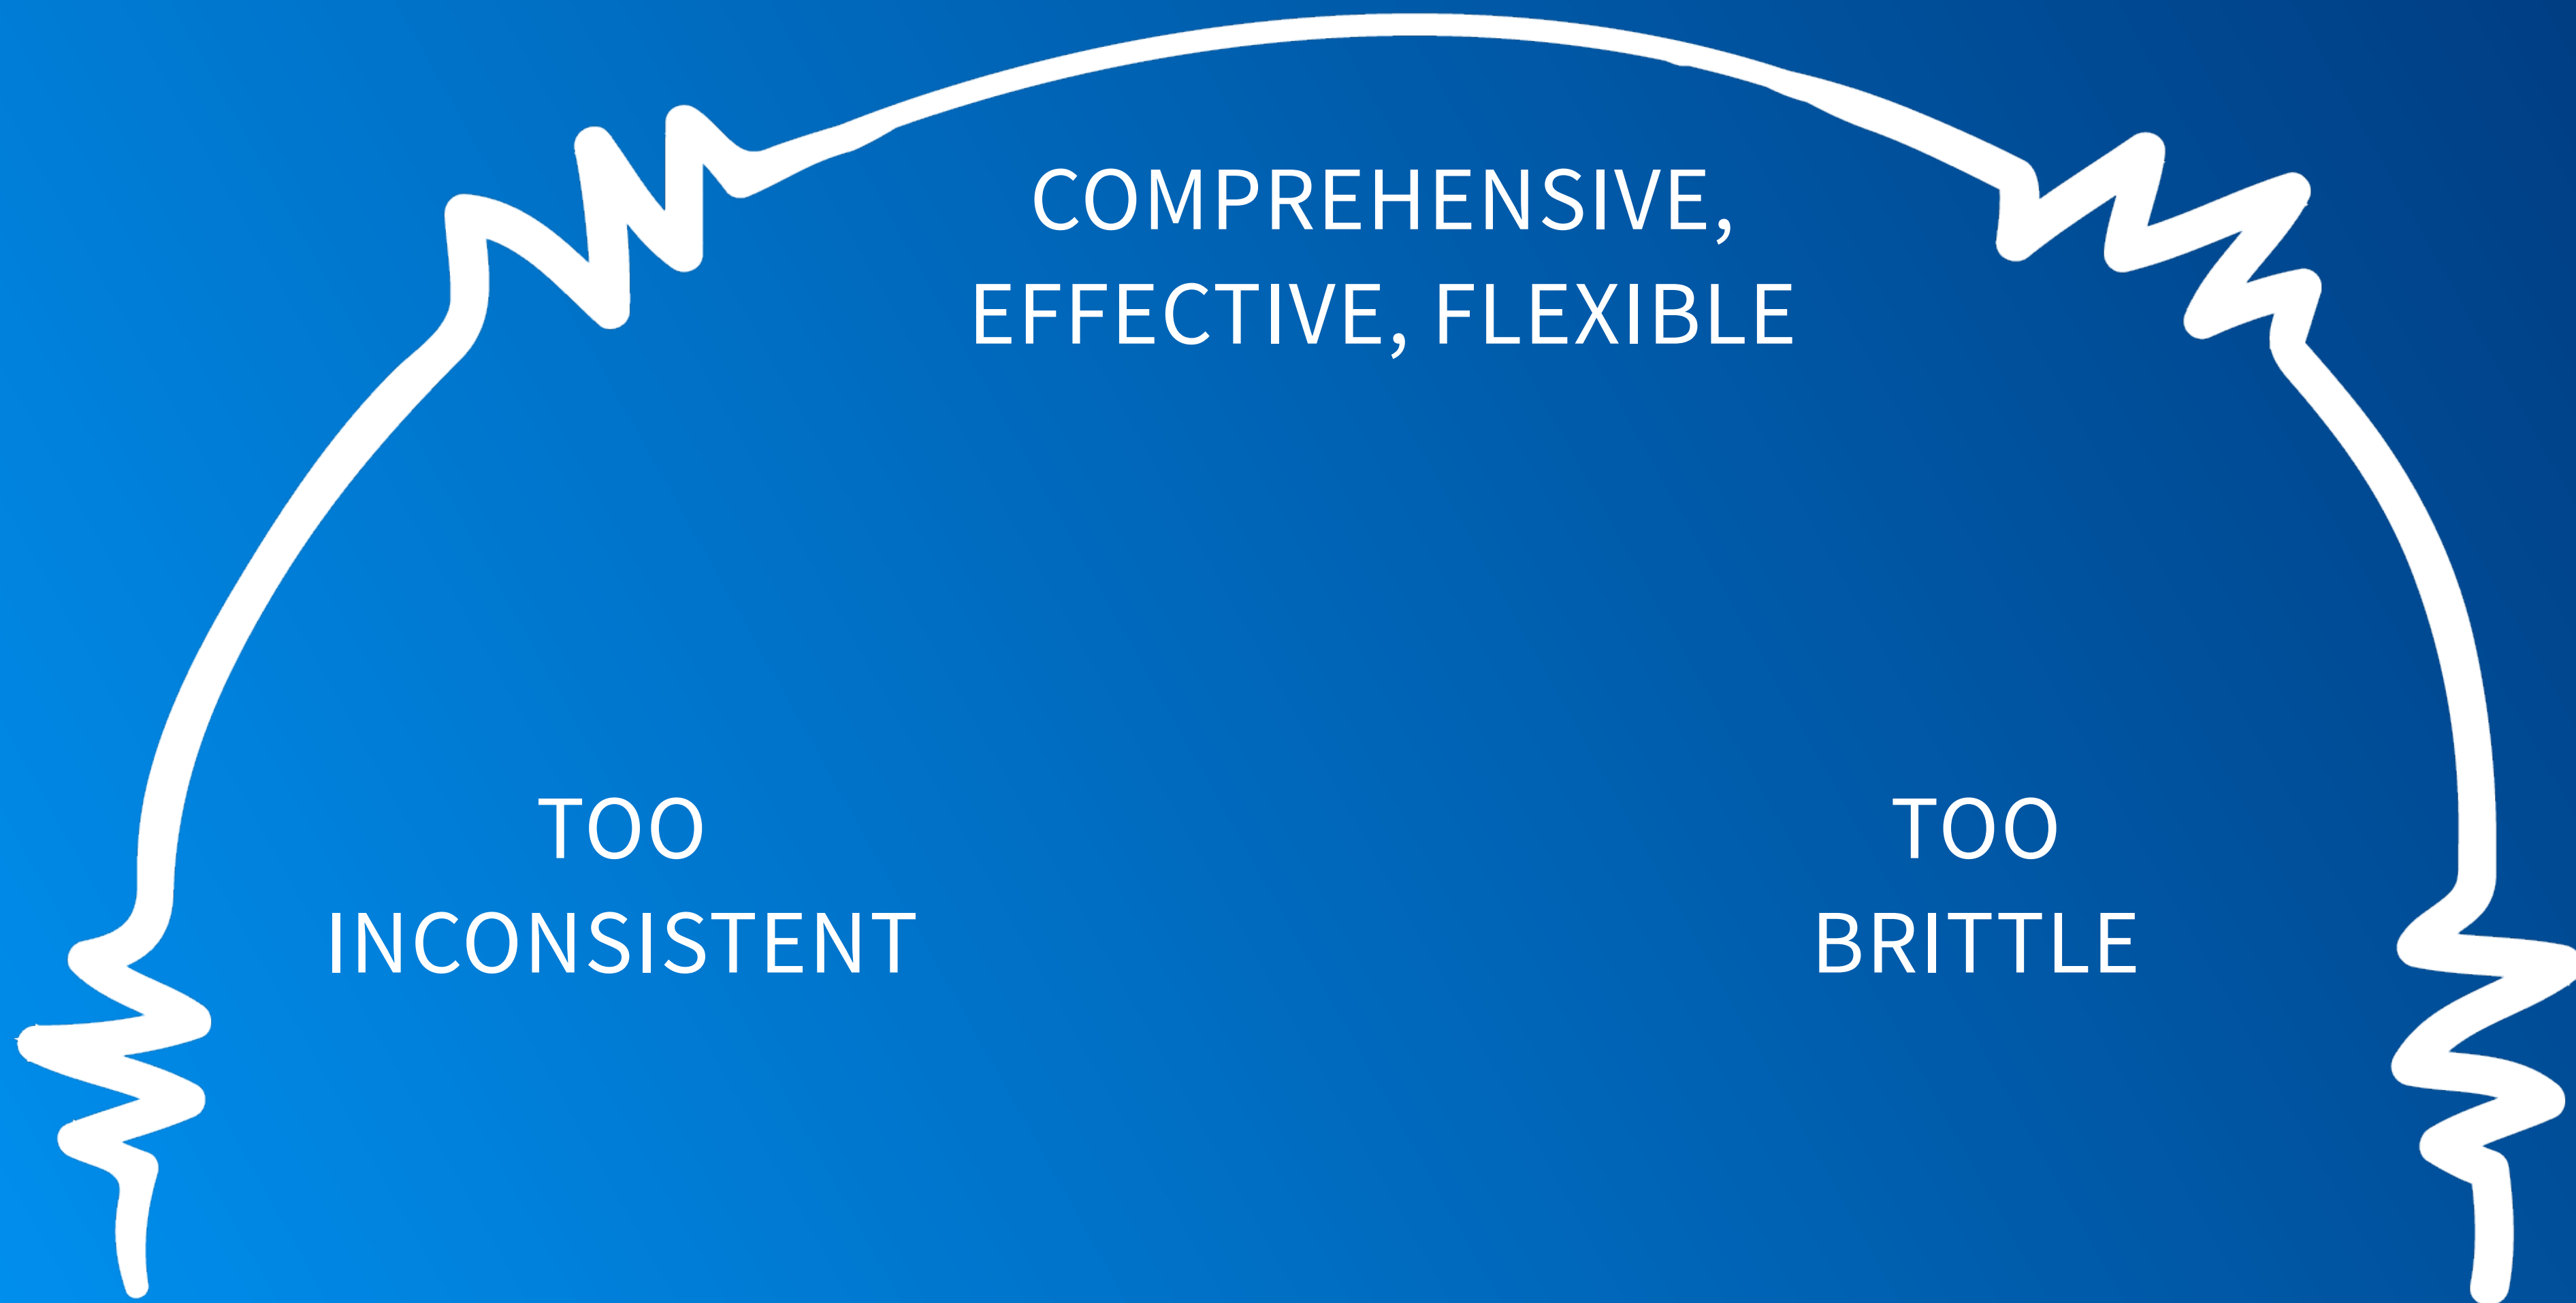 COMPREHENSIVE,
EFFECTIVE, FLEXIBLE
TOO
INCONSISTENT
TOO
BRITTLE